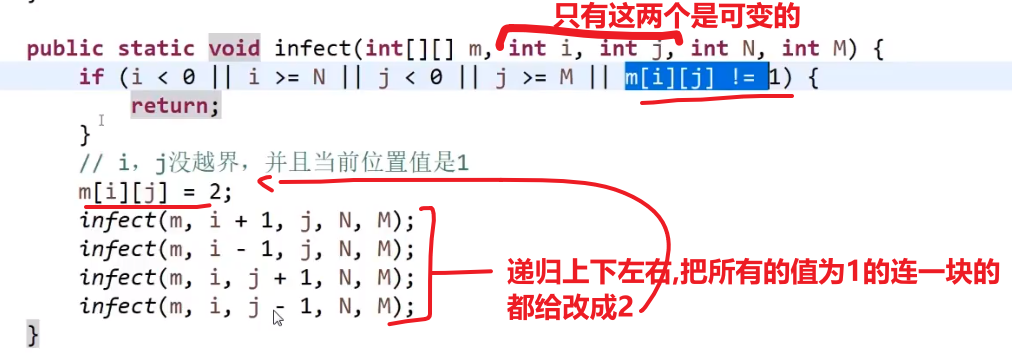 只有这两个是可变的
public static void infect(int[][] m, int i, int j, int N, int M) {
if (i < 0 || i >= N || j < 0 || j >= M || m[i][j] != 1) {
return;
}
// i，j没越界，并且当前位置值是1
m[i][j] = 2;
infect(m, i + 1, j, N, M);
infect(m, i - 1, j, N, M);
infect(m, i, j + 1, N, M);
infect(m, i, j - 1, N, M);
递归上下左右,把所有的值为1的连一块的
都给改成2
}